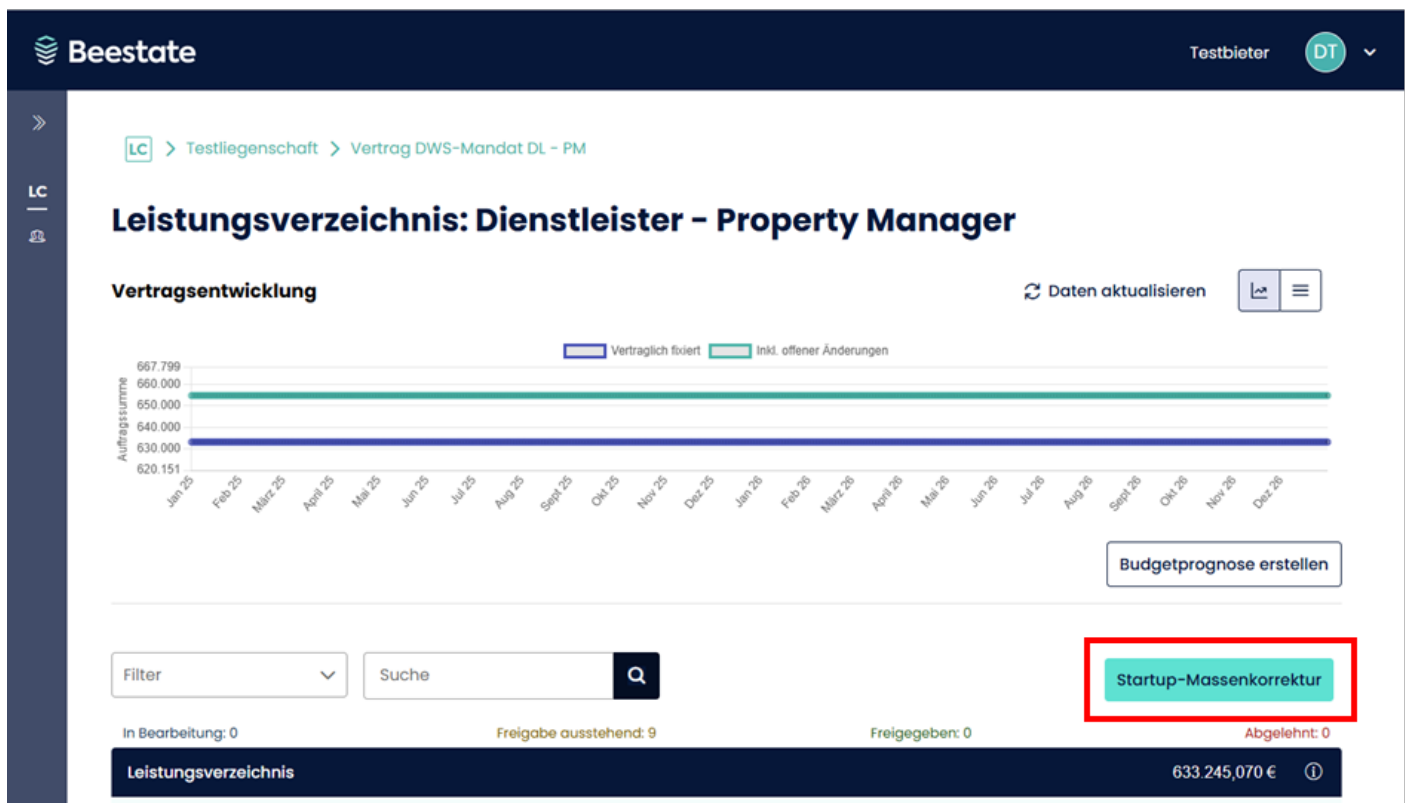 Beestate
Testbieter DT
LC
LC > Testliegenschaft > Vertrag DWS-Mandat DL - PM
Leistungsverzeichnis: Dienstleister - Property Manager
Vertragsentwicklung
Daten aktualisieren
Vertraglich fixiert Inkl. offener Änderungen
Auftragssumme
667.799
660.000
650.000
640.000
630.000
620.151
Jan 25 Feb 25 März 25 April 25 Mai 25 Jun 25 Jul 25 Aug 25 Sept 25 Okt 25 Nov 25 Dez 25 Jan 26 Feb 26 März 26 April 26 Mai 26 Jun 26 Jul 26 Aug 26 Sept 26 Okt 26 Nov 26 Dez 26
Budgetprognose erstellen
Filter Suche
Startup-Massenkorrektur
In Bearbeitung: 0 Freigabe ausstehend: 9 Freigegeben: 0 Abgelehnt: 0
Leistungsverzeichnis 633.245,070 €